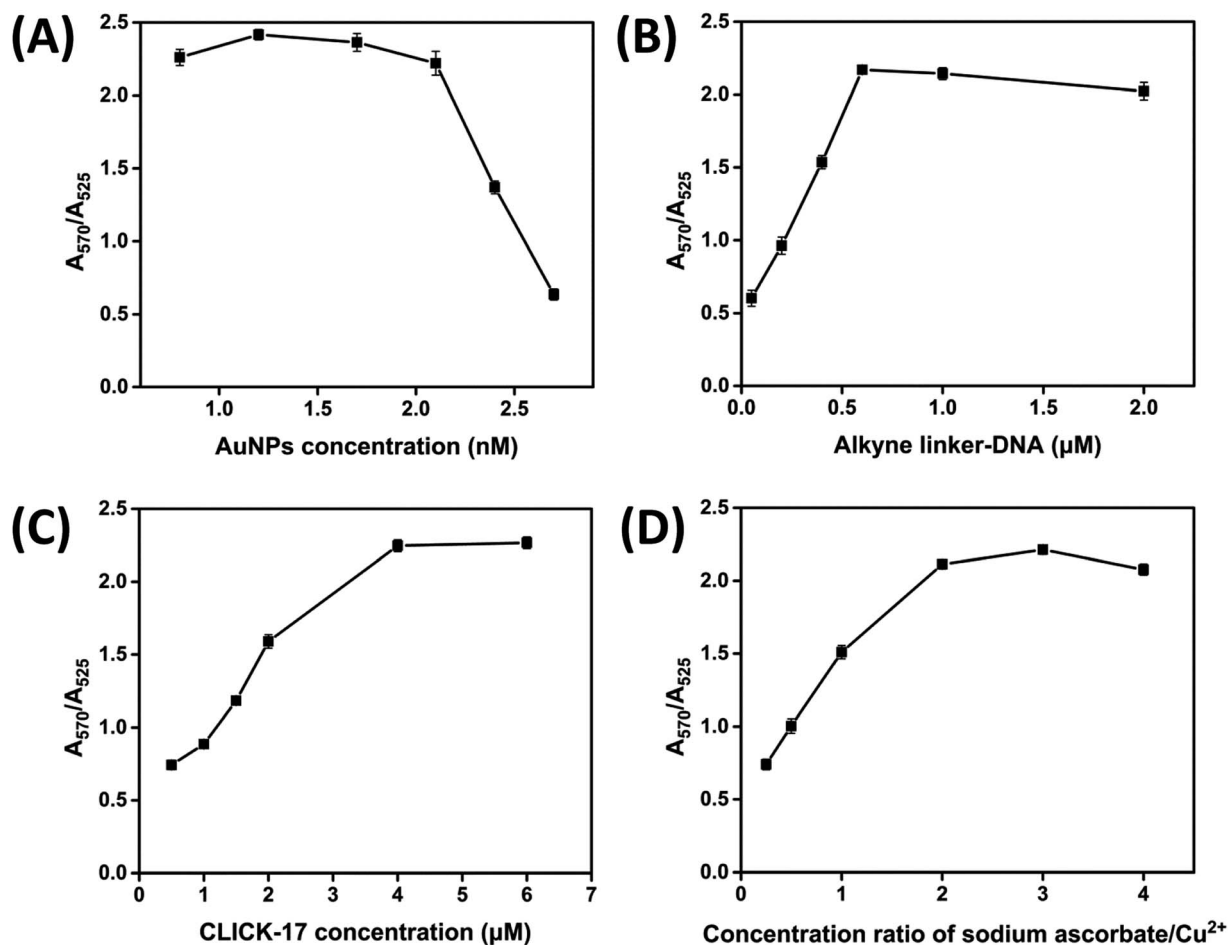 (A)
2.5
2.0
1.5
1.0
0.5
0.0
A570/A525
1.0 1.5 2.0 2.5
AuNPs concentration (nM)
(B)
2.5
2.0
1.5
1.0
0.5
0.0
A570/A525
0.0 0.5 1.0 1.5 2.0
Alkyne linker-DNA (µM)
(C)
2.5
2.0
1.5
1.0
0.5
0.0
A570/A525
0 1 2 3 4 5 6 7
CLICK-17 concentration (µM)
(D)
2.5
2.0
1.5
1.0
0.5
0.0
A570/A525
0 1 2 3 4
Concentration ratio of sodium ascorbate/Cu2+